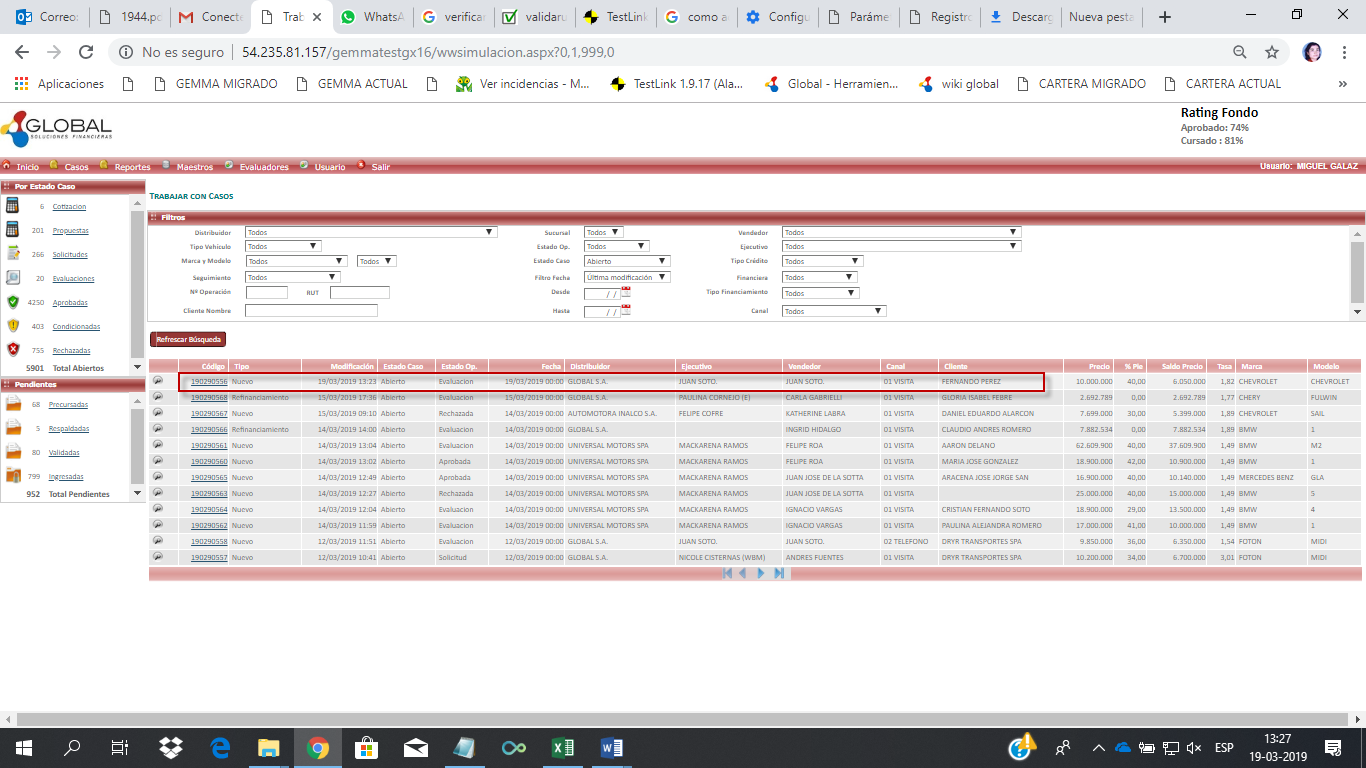 Correo: 1944.pd Conecte Trab WhatsA verificar validaru TestLink como a Configu Parámet Registro Descarg Nueva pesta
No es seguro 54.235.81.157/gemmatestgx16/wwsimulacion.aspx?0,1,999,0
Aplicaciones GEMMA MIGRADO GEMMA ACTUAL Ver incidencias - M... TestLink 1.9.17 (Ala... Global - Herramien... wiki global CARTERA MIGRADO CARTERA ACTUAL »
GLOBAL
SOLUCIONES FINANCIERAS
Rating Fondo
Aprobado: 74%
Cursado : 81%
Inicio Casos Reportes Maestros Evaluadores Usuario Salir Usuario: MIGUEL GALAZ
Por Estado Caso
6 Cotizacion
201 Propuestas
266 Solicitudes
20 Evaluaciones
4250 Aprobadas
403 Condicionadas
755 Rechazadas
5901 Total Abiertos
Pendientes
68 Precursadas
5 Respaldadas
80 Validadas
799 Ingresadas
952 Total Pendientes
TRABAJAR CON CASOS
Filtros
Distribuidor Todos Sucursal Todos Vendedor Todos
Tipo Vehículo Todos Estado Op. Todos Ejecutivo Todos
Marca y Modelo Todos Todos Estado Caso Abierto Tipo Crédito Todos
Seguimiento Todos Filtro Fecha Última modificación Financiera Todos
Nº Operación RUT Desde / / Tipo Financiamiento Todos
Cliente Nombre Hasta / / Canal Todos
Refrescar Búsqueda
Código Tipo Modificación Estado Caso Estado Op. Fecha Distribuidor Ejecutivo Vendedor Canal Cliente Precio % Pie Saldo Precio Tasa Marca Modelo
190290556 Nuevo 19/03/2019 13:23 Abierto Evaluacion 19/03/2019 00:00 GLOBAL S.A. JUAN SOTO. JUAN SOTO. 01 VISITA FERNANDO PEREZ 10.000.000 40,00 6.050.000 1,82 CHEVROLET CHEVROLET
190290568 Refinanciamiento 15/03/2019 17:36 Abierto Evaluacion 15/03/2019 00:00 GLOBAL S.A. PAULINA CORNEJO (E) CARLA GABRIELLI 01 VISITA GLORIA ISABEL FEBRE 2.692.789 0,00 2.692.789 1,77 CHERY FULWIN
190290567 Nuevo 15/03/2019 09:10 Abierto Rechazada 14/03/2019 00:00 AUTOMOTORA INALCO S.A. FELIPE COFRE KATHERINE LABRA 01 VISITA DANIEL EDUARDO ALARCON 7.699.000 30,00 5.399.000 1,89 CHEVROLET SAIL
190290566 Refinanciamiento 14/03/2019 14:00 Abierto Evaluacion 14/03/2019 00:00 GLOBAL S.A. INGRID HIDALGO 01 VISITA CLAUDIO ANDRES ROMERO 7.882.534 0,00 7.882.534 1,89 BMW 1
190290561 Nuevo 14/03/2019 13:04 Abierto Evaluacion 14/03/2019 00:00 UNIVERSAL MOTORS SPA MACKARENA RAMOS FELIPE ROA 01 VISITA AARON DELANO 62.609.900 40,00 37.609.900 1,49 BMW M2
190290560 Nuevo 14/03/2019 13:02 Abierto Aprobada 14/03/2019 00:00 UNIVERSAL MOTORS SPA MACKARENA RAMOS FELIPE ROA 01 VISITA MARIA JOSE GONZALEZ 18.900.000 42,00 10.900.000 1,49 BMW 1
190290565 Nuevo 14/03/2019 12:49 Abierto Aprobada 14/03/2019 00:00 UNIVERSAL MOTORS SPA MACKARENA RAMOS JUAN JOSE DE LA SOTTA 01 VISITA ARACENA JOSE JORGE SAN 16.900.000 40,00 10.140.000 1,49 MERCEDES BENZ GLA
190290563 Nuevo 14/03/2019 12:27 Abierto Rechazada 14/03/2019 00:00 UNIVERSAL MOTORS SPA MACKARENA RAMOS JUAN JOSE DE LA SOTTA 01 VISITA 25.000.000 40,00 15.000.000 1,49 BMW 5
190290564 Nuevo 14/03/2019 12:04 Abierto Evaluacion 14/03/2019 00:00 UNIVERSAL MOTORS SPA MACKARENA RAMOS IGNACIO VARGAS 01 VISITA CRISTIAN FERNANDO SOTO 18.900.000 29,00 13.500.000 1,49 BMW 4
190290562 Nuevo 14/03/2019 11:59 Abierto Evaluacion 14/03/2019 00:00 UNIVERSAL MOTORS SPA MACKARENA RAMOS IGNACIO VARGAS 01 VISITA PAULINA ALEJANDRA ROMERO 17.000.000 41,00 10.000.000 1,49 BMW 1
190290558 Nuevo 12/03/2019 11:51 Abierto Evaluacion 12/03/2019 00:00 GLOBAL S.A. JUAN SOTO. JUAN SOTO. 02 TELEFONO DRYR TRANSPORTES SPA 9.850.000 36,00 6.350.000 1,54 FOTON MIDI
190290557 Nuevo 12/03/2019 10:41 Abierto Solicitud 12/03/2019 00:00 GLOBAL S.A. NICOLE CISTERNAS (WBM) ANDRES FUENTES 01 VISITA DRYR TRANSPORTES SPA 10.200.000 34,00 6.700.000 3,01 FOTON MIDI
ESP 13:27
19-03-2019